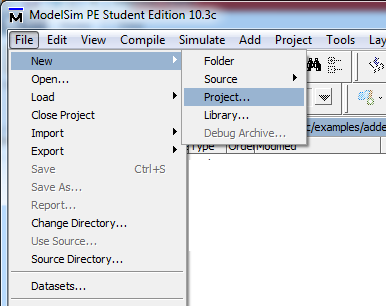 ModelSim PE Student Edition 10.3c
File Edit View Compile Simulate Add Project Tools Lay
New
Open...
Load
Close Project
Import
Export
Save Ctrl+S
Save As...
Report...
Change Directory...
Use Source...
Source Directory...
Datasets...
Folder
Source
Project...
Library...
Debug Archive...
c/examples/adde
Type Order Modified